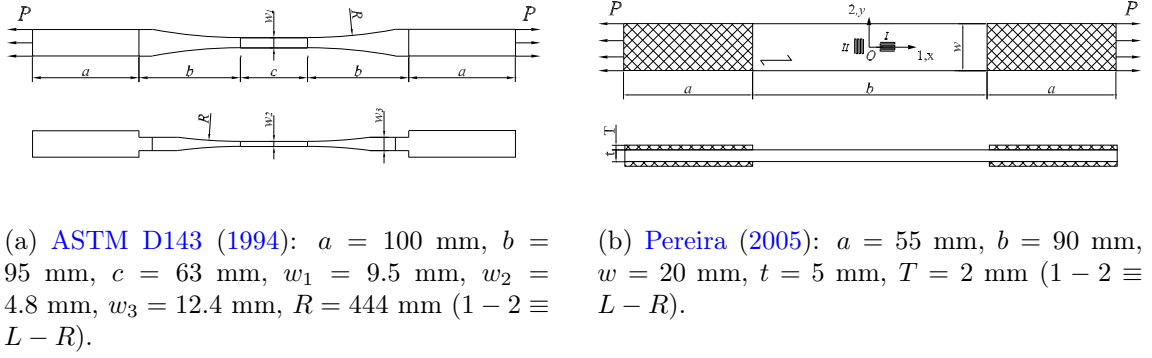 P
w₁
R
P
a
b
c
b
a
R
w₂
w₃
P
2,y
P
II
I
w
O
1,x
a
b
a
T
t
(a) ASTM D143 (1994): a = 100 mm, b =
95 mm, c = 63 mm, w₁ = 9.5 mm, w₂ =
4.8 mm, w₃ = 12.4 mm, R = 444 mm (1 − 2 ≡
L − R).
(b) Pereira (2005): a = 55 mm, b = 90 mm,
w = 20 mm, t = 5 mm, T = 2 mm (1 − 2 ≡
L − R).